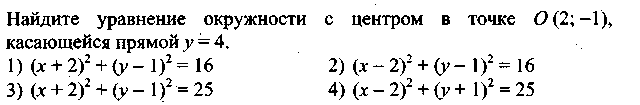 Найдите уравнение окружности с центром в точке O (2; –1),
касающейся прямой y = 4.
1) (x + 2)² + (y – 1)² = 16 2) (x – 2)² + (y – 1)² = 16
3) (x + 2)² + (y – 1)² = 25 4) (x – 2)² + (y + 1)² = 25